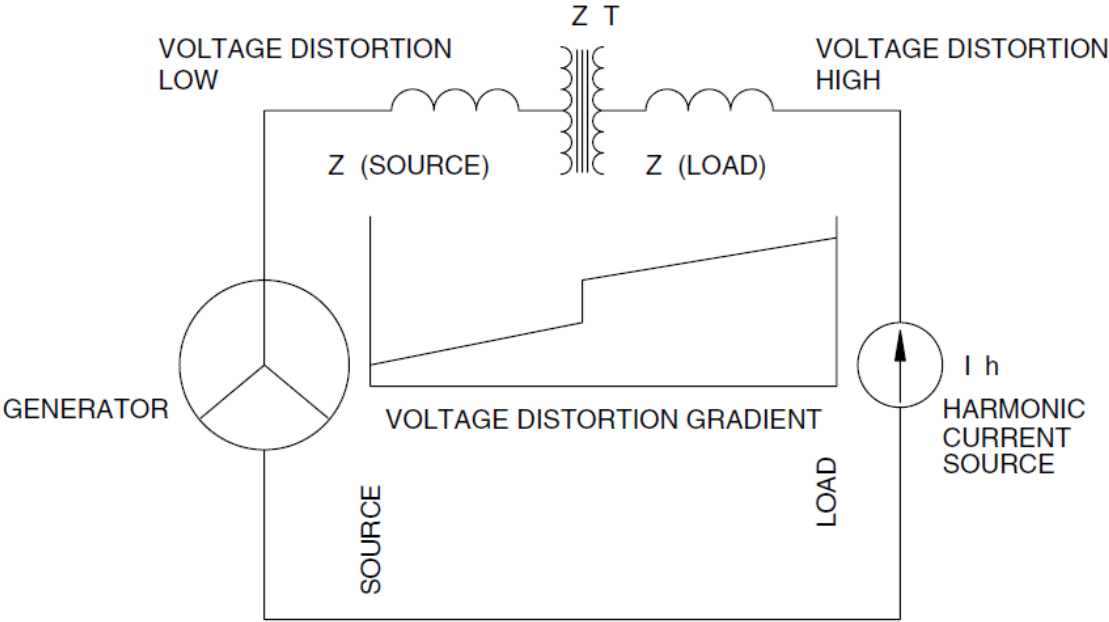 Z T
VOLTAGE DISTORTION
LOW
VOLTAGE DISTORTION
HIGH
Z (SOURCE)
Z (LOAD)
I h
GENERATOR
HARMONIC
CURRENT
SOURCE
VOLTAGE DISTORTION GRADIENT
SOURCE
LOAD